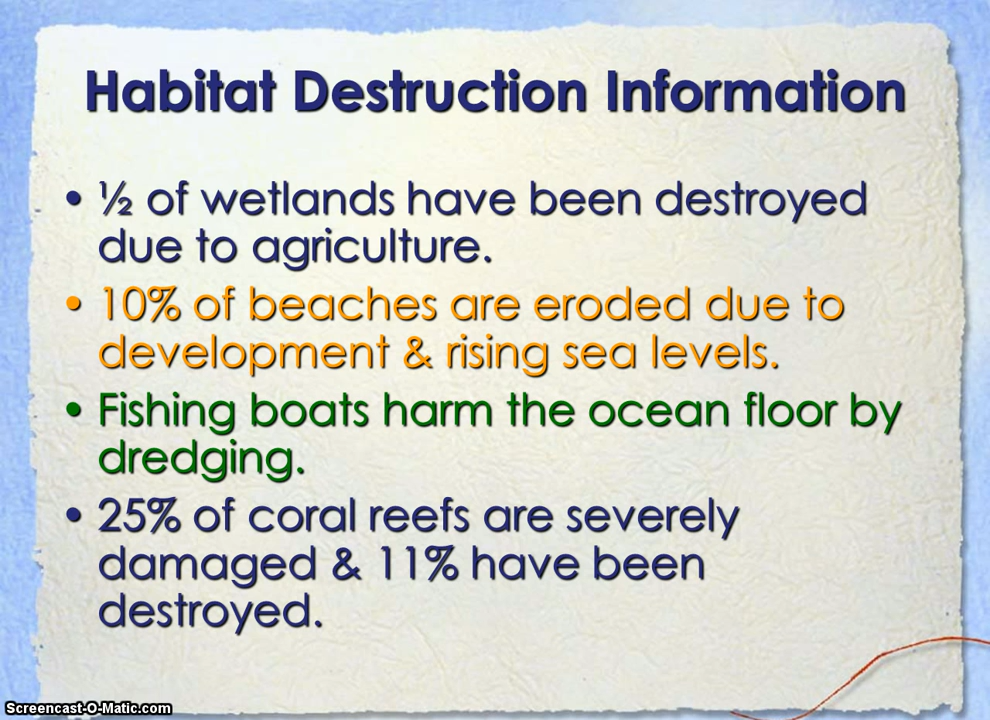 Habitat Destruction Information
• ½ of wetlands have been destroyed
due to agriculture.
• 10% of beaches are eroded due to
development & rising sea levels.
• Fishing boats harm the ocean floor by
dredging.
• 25% of coral reefs are severely
damaged & 11% have been
destroyed.
Screencast-O-Matic.com